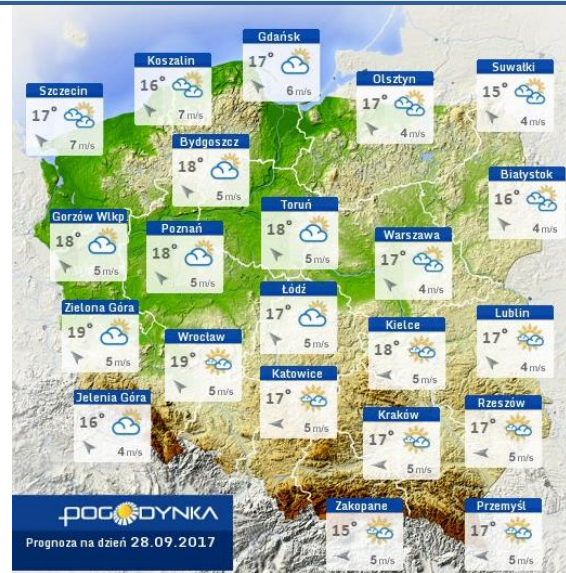 Gdańsk
17°
6 m/s
Koszalin
16°
7 m/s
Suwałki
15°
4 m/s
Olsztyn
17°
4 m/s
Szczecin
17°
7 m/s
Bydgoszcz
18°
5 m/s
Białystok
16°
4 m/s
Toruń
18°
5 m/s
Gorzów Wlkp
18°
5 m/s
Poznań
18°
5 m/s
Warszawa
17°
4 m/s
Łódź
17°
5 m/s
Zielona Góra
19°
5 m/s
Lublin
17°
4 m/s
Kielce
18°
5 m/s
Wrocław
19°
5 m/s
Katowice
17°
5 m/s
Jelenia Góra
16°
4 m/s
Rzeszów
17°
5 m/s
Kraków
17°
5 m/s
Zakopane
15°
5 m/s
Przemyśl
17°
5 m/s
POGODYNKA
Prognoza na dzień 28.09.2017